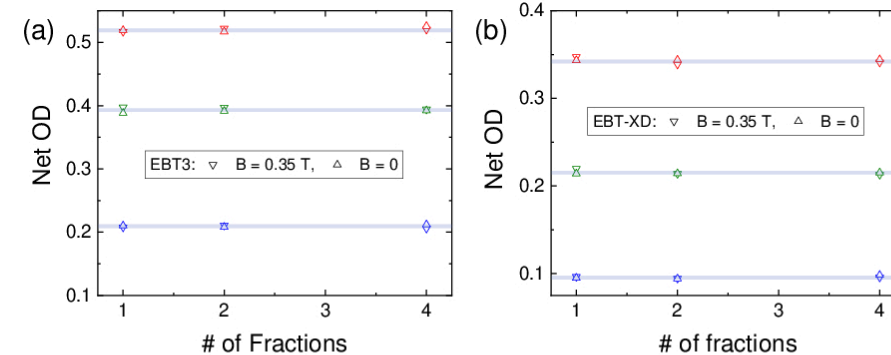 (a)
0.5
0.4
0.3
0.2
0.1
Net OD
EBT3: ▽ B = 0.35 T, △ B = 0
1 2 3 4
# of Fractions
(b)
0.4
0.3
0.2
0.1
Net OD
EBT-XD: ▽ B = 0.35 T, △ B = 0
1 2 3 4
# of fractions